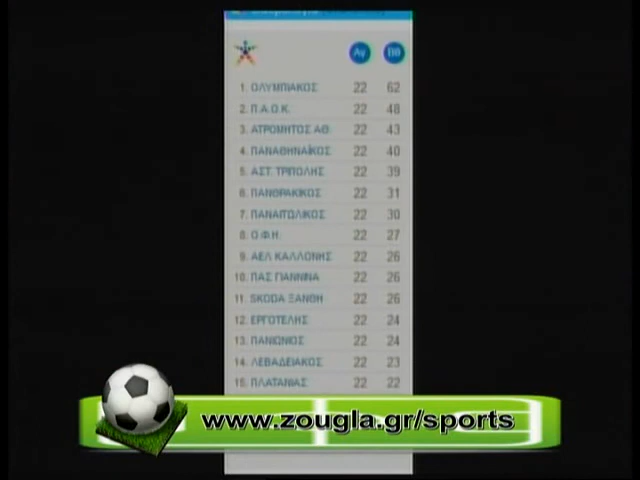 Αγ Βθ
1. ΟΛΥΜΠΙΑΚΟΣ 22 62
2. Π.Α.Ο.Κ. 22 48
3. ΑΤΡΟΜΗΤΟΣ ΑΘ. 22 43
4. ΠΑΝΑΘΗΝΑΪΚΟΣ 22 40
5. ΑΣΤ. ΤΡΙΠΟΛΗΣ 22 39
6. ΠΑΝΘΡΑΚΙΚΟΣ 22 31
7. ΠΑΝΑΙΤΩΛΙΚΟΣ 22 30
8. Ο.Φ.Η. 22 27
9. ΑΕΛ ΚΑΛΛΟΝΗΣ 22 26
10. ΠΑΣ ΓΙΑΝΝΙΝΑ 22 26
11. SKODA ΞΑΝΘΗ 22 26
12. ΕΡΓΟΤΕΛΗΣ 22 24
13. ΠΑΝΙΩΝΙΟΣ 22 24
14. ΛΕΒΑΔΕΙΑΚΟΣ 22 23
15. ΠΛΑΤΑΝΙΑΣ 22 22
www.zougla.gr/sports